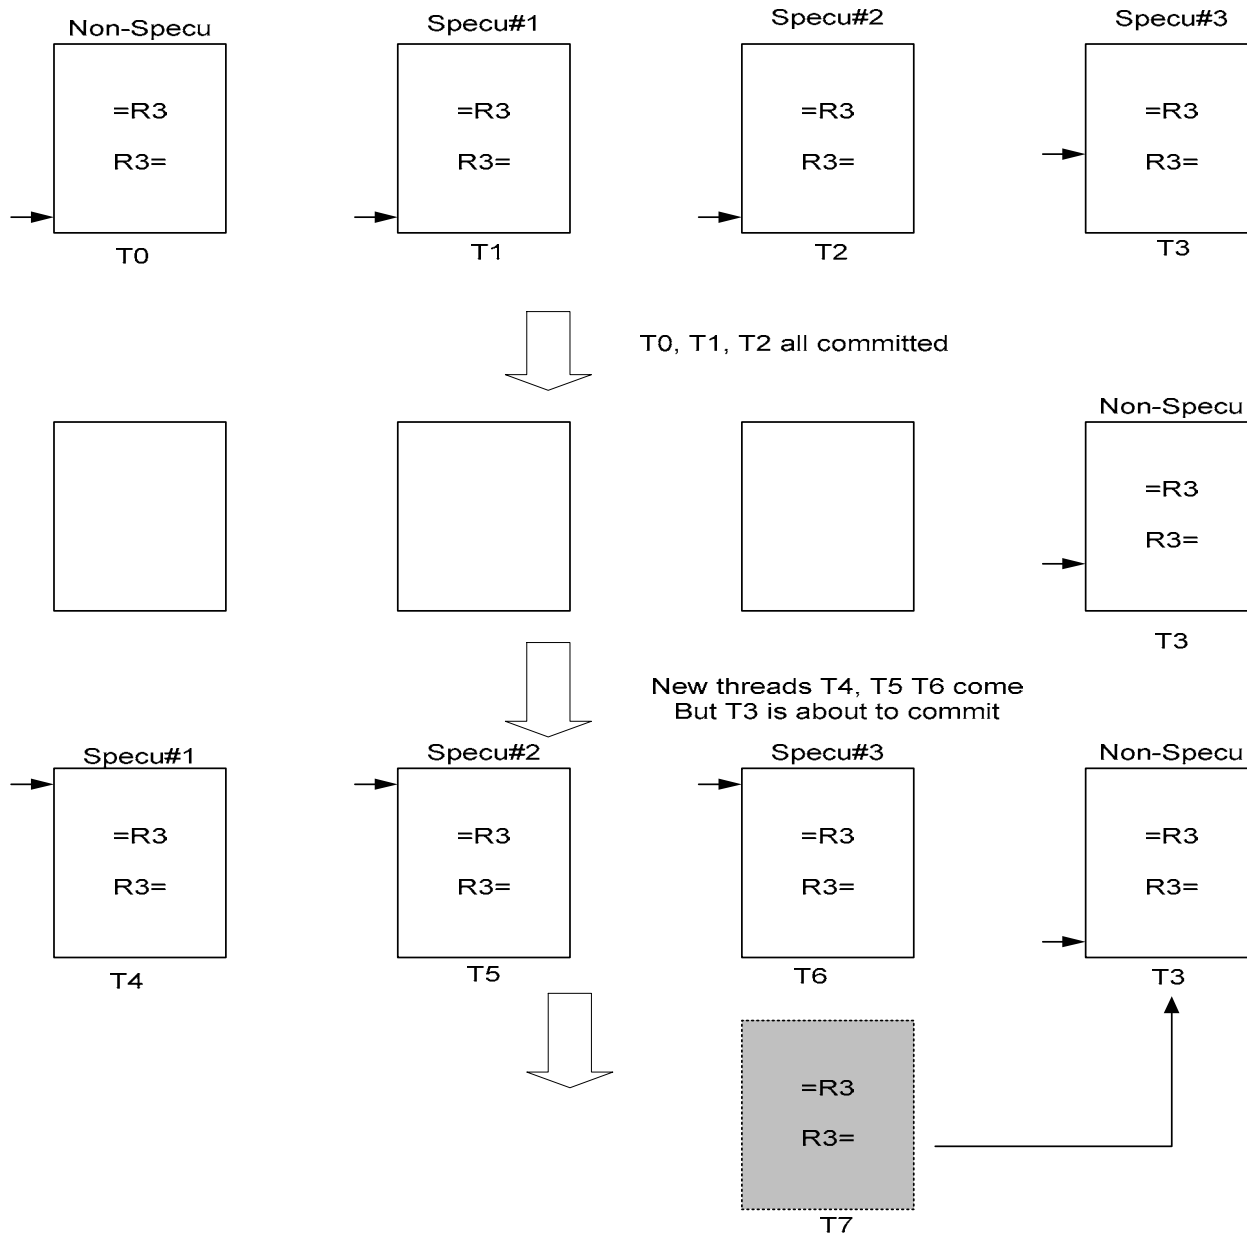 Non-Specu
Specu#1
Specu#2
Specu#3
=R3
=R3
=R3
=R3
R3=
R3=
R3=
R3=
T0
T1
T2
T3
T0, T1, T2 all committed
Non-Specu
=R3
R3=
T3
New threads T4, T5 T6 come
But T3 is about to commit
Specu#1
Specu#2
Specu#3
Non-Specu
=R3
=R3
=R3
=R3
R3=
R3=
R3=
R3=
T4
T5
T6
T3
=R3
R3=
T7